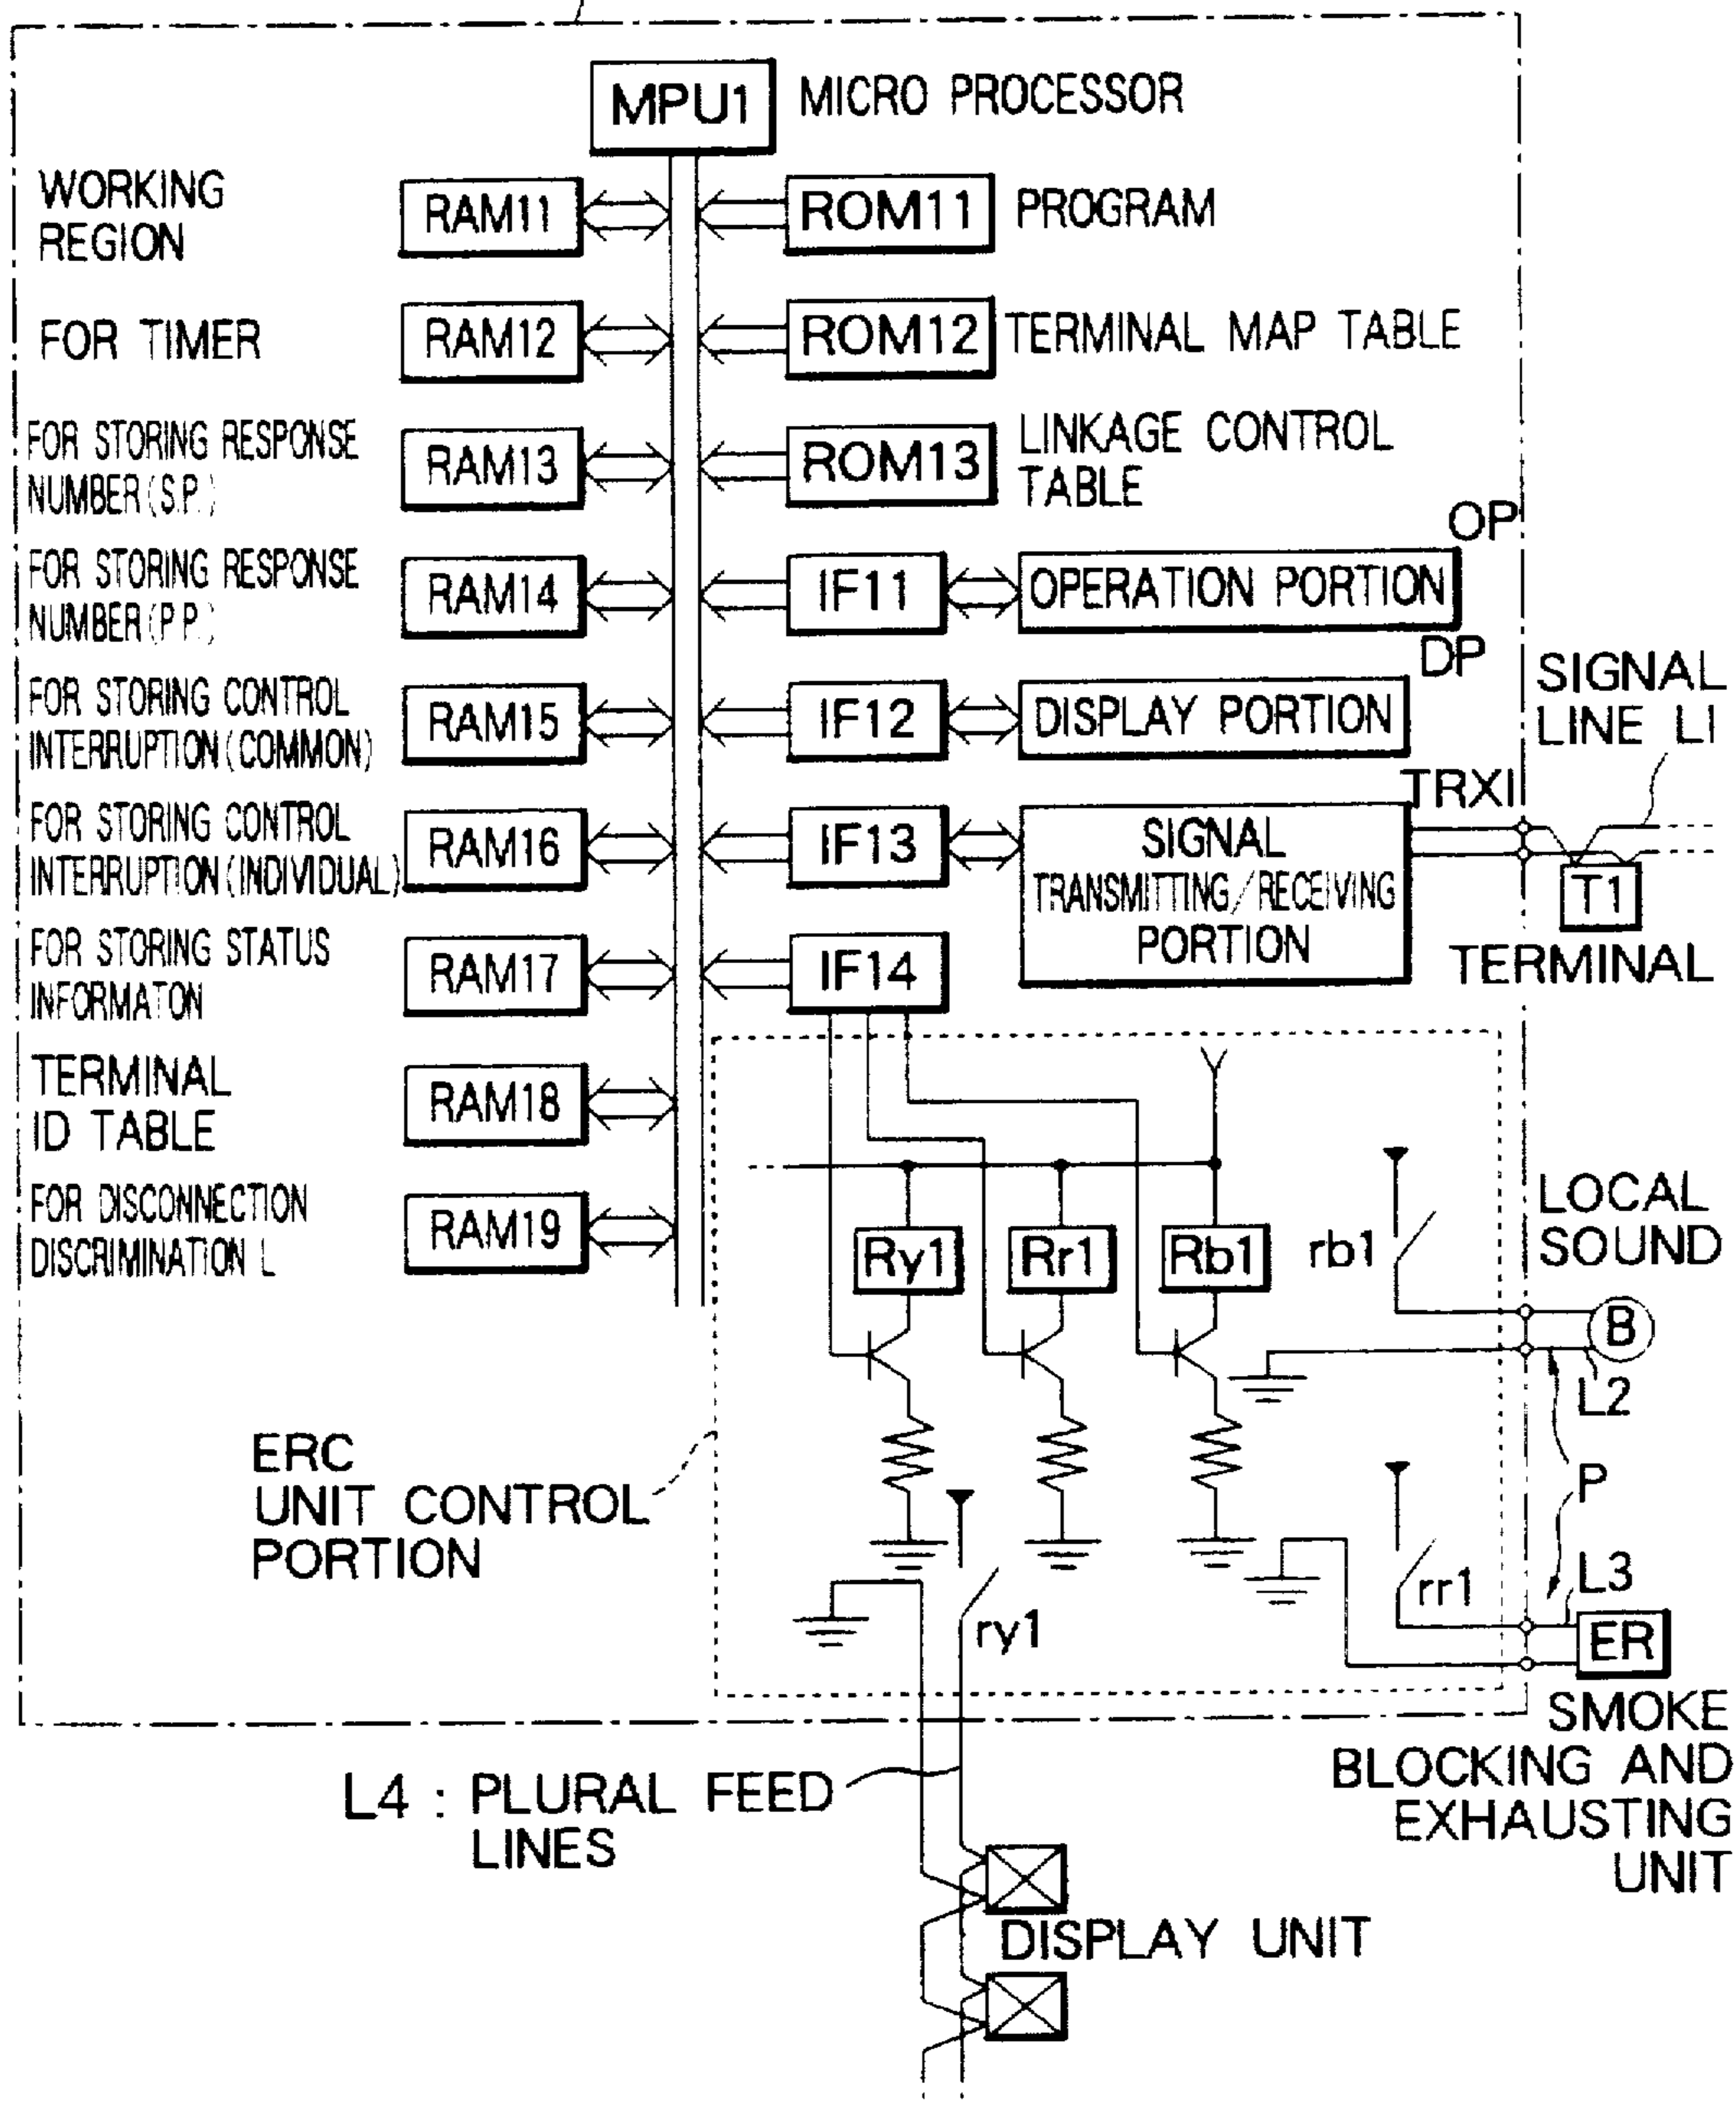 MPU1 MICRO PROCESSOR
WORKING
REGION
RAM11
ROM11
PROGRAM
FOR TIMER
RAM12
ROM12
TERMINAL MAP TABLE
FOR STORING RESPONSE
NUMBER (S.P.)
RAM13
ROM13
LINKAGE CONTROL
TABLE
OP
FOR STORING RESPONSE
NUMBER (P.P.)
RAM14
IF11
OPERATION PORTION
DP
FOR STORING CONTROL
INTERRUPTION (COMMON)
RAM15
IF12
DISPLAY PORTION
SIGNAL
LINE L1
TRX1
FOR STORING CONTROL
INTERRUPTION (INDIVIDUAL)
RAM16
IF13
SIGNAL
TRANSMITTING/RECEIVING
PORTION
T1
TERMINAL
FOR STORING STATUS
INFORMATON
RAM17
IF14
TERMINAL
ID TABLE
RAM18
FOR DISCONNECTION
DISCRIMINATION L
RAM19
Ry1
Rr1
Rb1
rb1
LOCAL
SOUND
B
L2
P
ERC
UNIT CONTROL
PORTION
ry1
rr1
L3
ER
SMOKE
BLOCKING AND
EXHAUSTING
UNIT
L4 : PLURAL FEED
LINES
DISPLAY UNIT